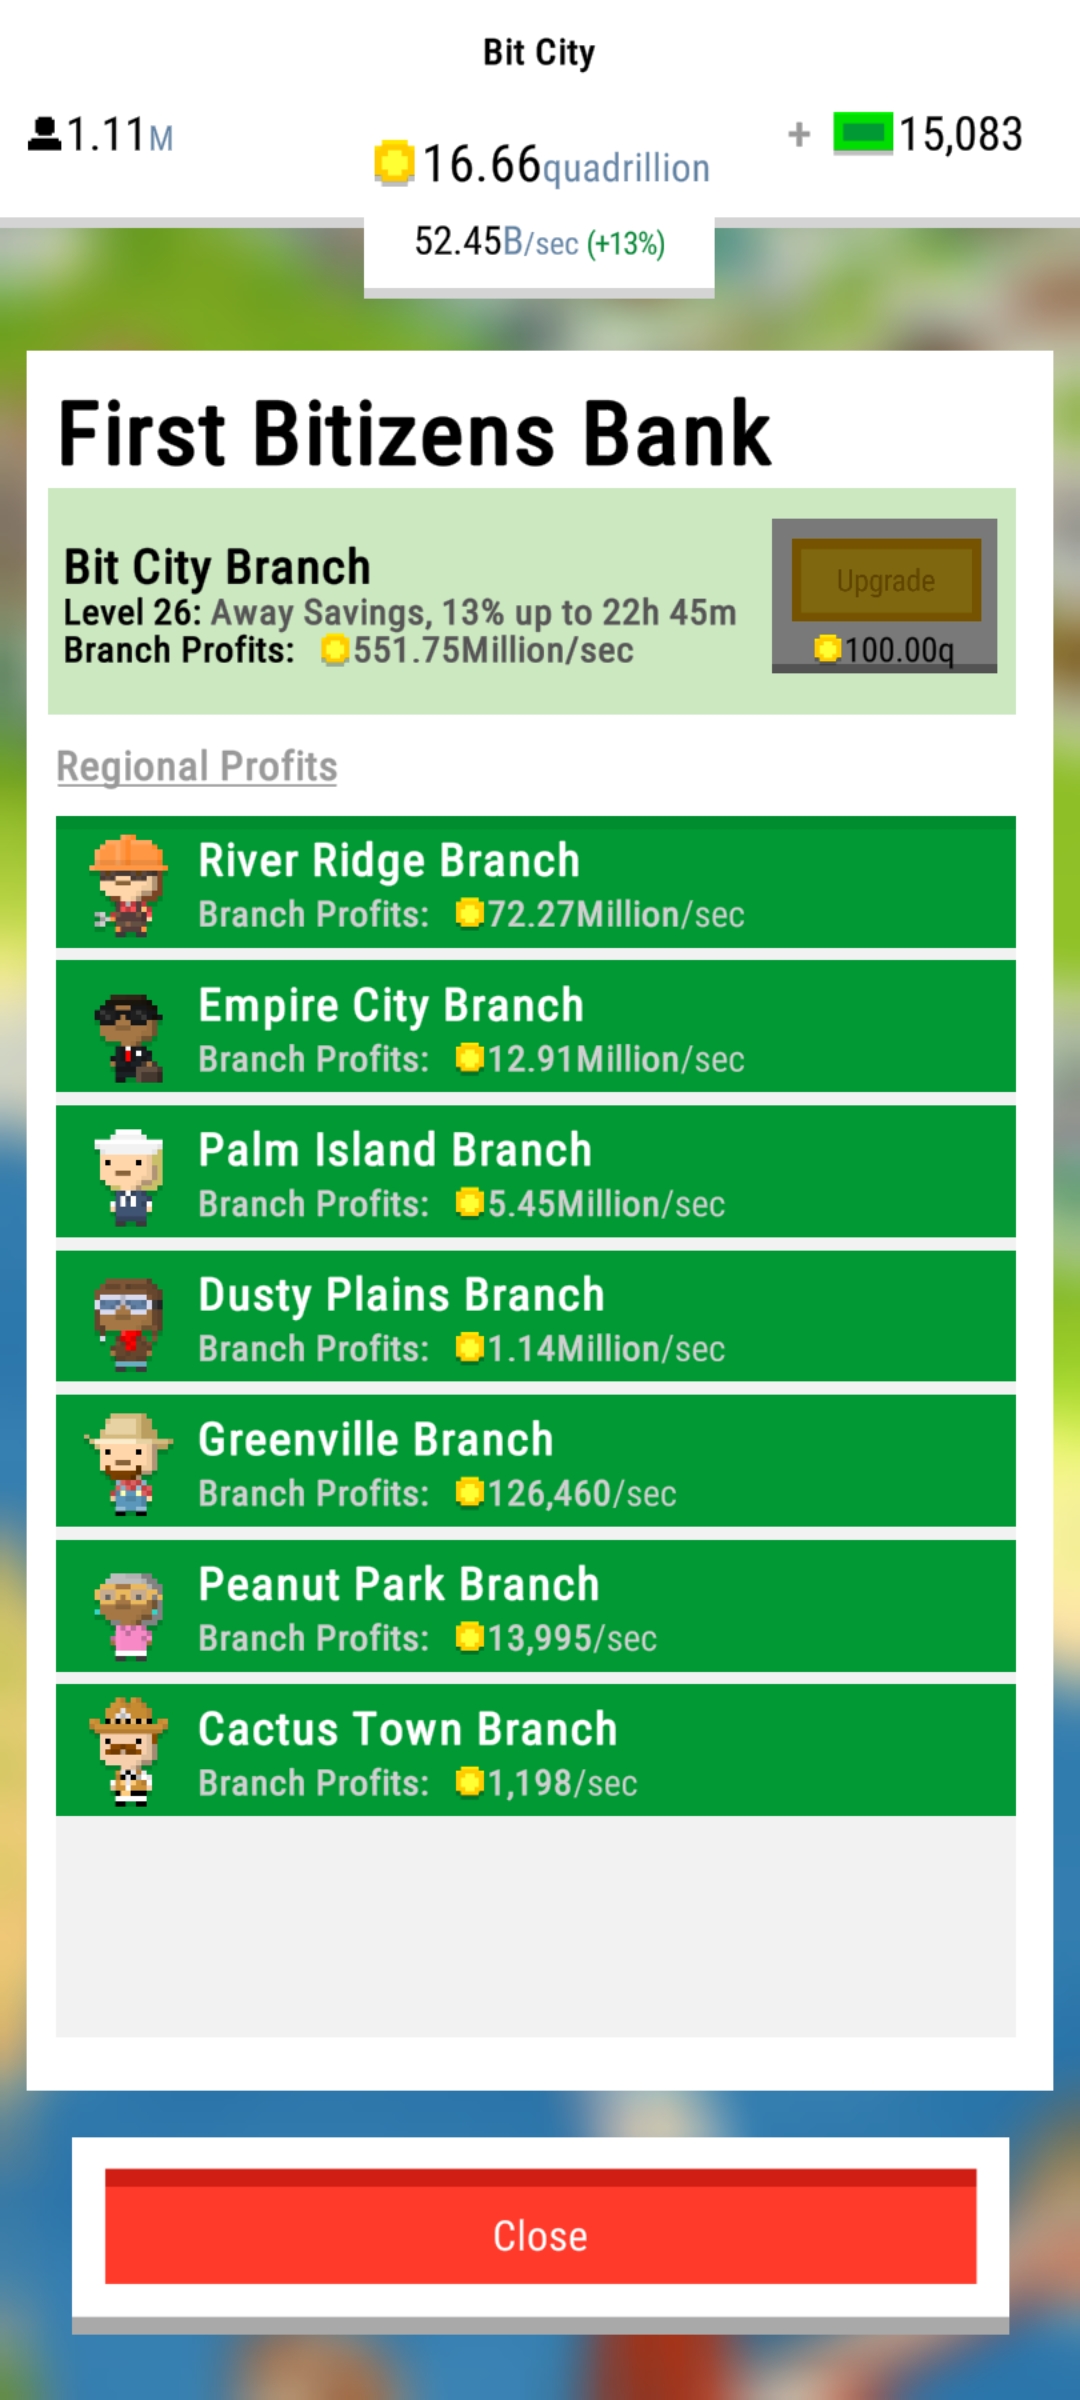 Bit City
1.11M
16.66quadrillion
+ 15,083
52.45B/sec (+13%)
First Bitizens Bank
Bit City Branch
Level 26: Away Savings, 13% up to 22h 45m
Branch Profits: 551.75Million/sec
Upgrade
100.00q
Regional Profits
River Ridge Branch
Branch Profits: 72.27Million/sec
Empire City Branch
Branch Profits: 12.91Million/sec
Palm Island Branch
Branch Profits: 5.45Million/sec
Dusty Plains Branch
Branch Profits: 1.14Million/sec
Greenville Branch
Branch Profits: 126,460/sec
Peanut Park Branch
Branch Profits: 13,995/sec
Cactus Town Branch
Branch Profits: 1,198/sec
Close